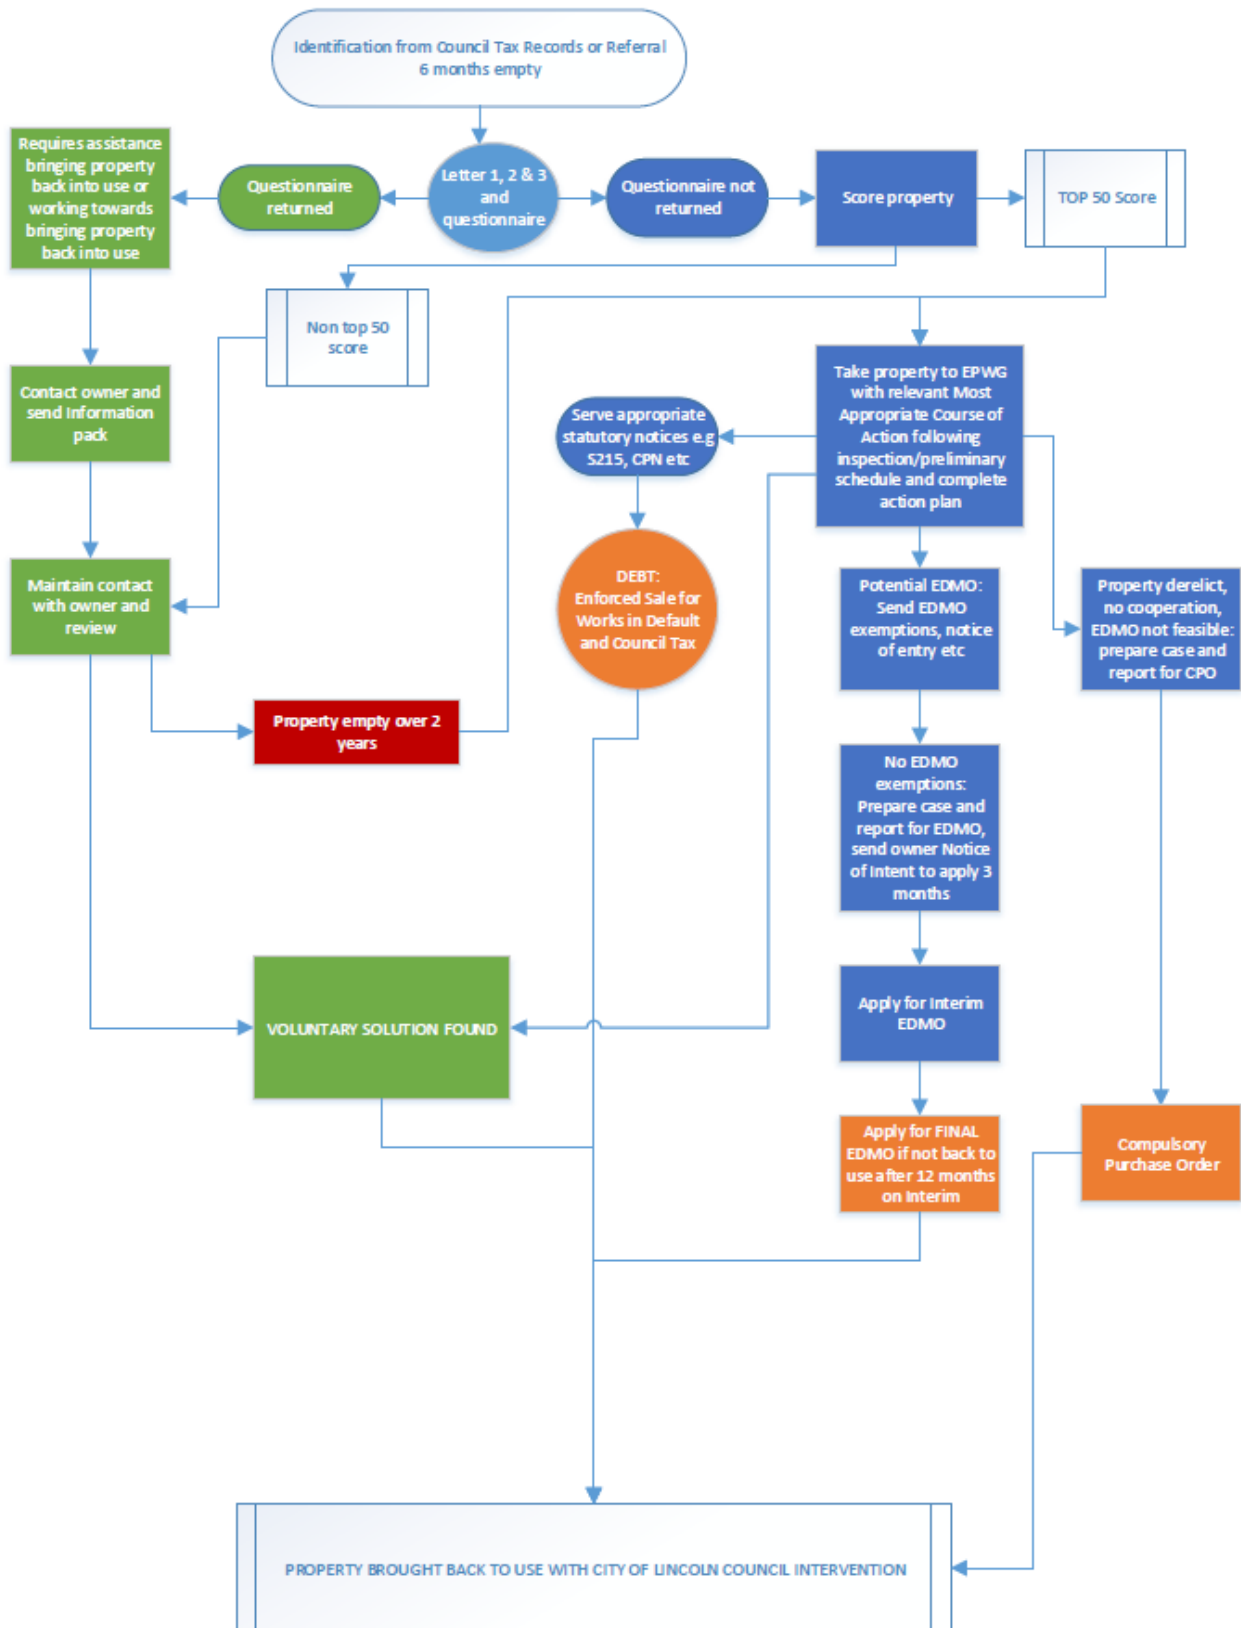 Identification from Council Tax Records or Referral
6 months empty
Requires assistance
bringing property
back into use or
working towards
bringing property
back into use
Questionnaire
returned
Letter 1, 2 & 3
and
questionnaire
Questionnaire not
returned
Score property
TOP 50 Score
Non top 50
score
Contact owner and
send Information
pack
Serve appropriate
statutory notices e.g
S215, CPN etc
Take property to EPWG
with relevant Most
Appropriate Course of
Action following
inspection/preliminary
schedule and complete
action plan
Maintain contact
with owner and
review
DEBT:
Enforced Sale for
Works in Default
and Council Tax
Potential EDMO:
Send EDMO
exemptions, notice
of entry etc
Property derelict,
no cooperation,
EDMO not feasible:
prepare case and
report for CPO
Property empty over 2
years
No EDMO
exemptions:
Prepare case and
report for EDMO,
send owner Notice
of Intent to apply 3
months
VOLUNTARY SOLUTION FOUND
Apply for Interim
EDMO
Apply for FINAL
EDMO if not back to
use after 12 months
on Interim
Compulsory
Purchase Order
PROPERTY BROUGHT BACK TO USE WITH CITY OF LINCOLN COUNCIL INTERVENTION